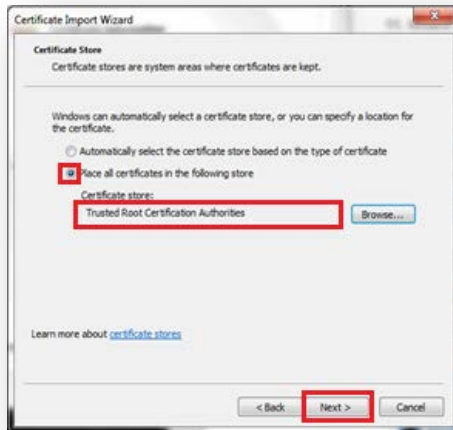 Certificate Import Wizard
Certificate Store
Certificate stores are system areas where certificates are kept.
Windows can automatically select a certificate store, or you can specify a location for
the certificate.
Automatically select the certificate store based on the type of certificate
Place all certificates in the following store
Certificate store:
Trusted Root Certification Authorities
Browse...
Learn more about certificate stores
< Back
Next >
Cancel